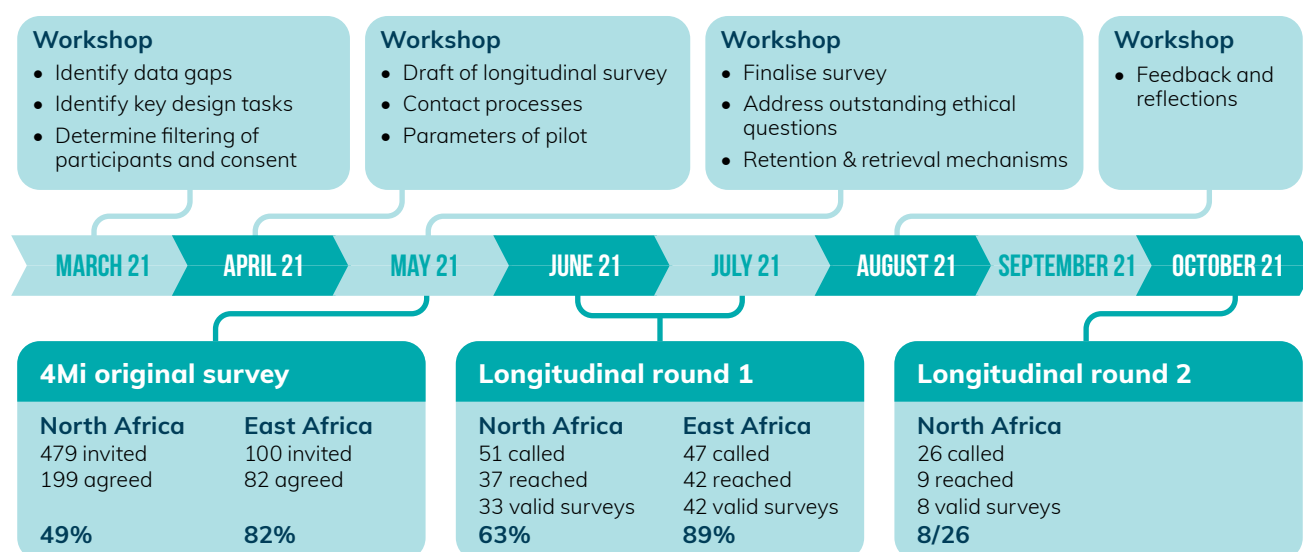 Workshop
• Identify data gaps
• Identify key design tasks
• Determine filtering of
participants and consent
Workshop
• Draft of longitudinal survey
• Contact processes
• Parameters of pilot
Workshop
• Finalise survey
• Address outstanding ethical
questions
• Retention & retrieval mechanisms
Workshop
• Feedback and
reflections
MARCH 21
APRIL 21
MAY 21
JUNE 21
JULY 21
AUGUST 21
SEPTEMBER 21
OCTOBER 21
4Mi original survey
North Africa
479 invited
199 agreed
49%
East Africa
100 invited
82 agreed
82%
Longitudinal round 1
North Africa
51 called
37 reached
33 valid surveys
63%
East Africa
47 called
42 reached
42 valid surveys
89%
Longitudinal round 2
North Africa
26 called
9 reached
8 valid surveys
8/26